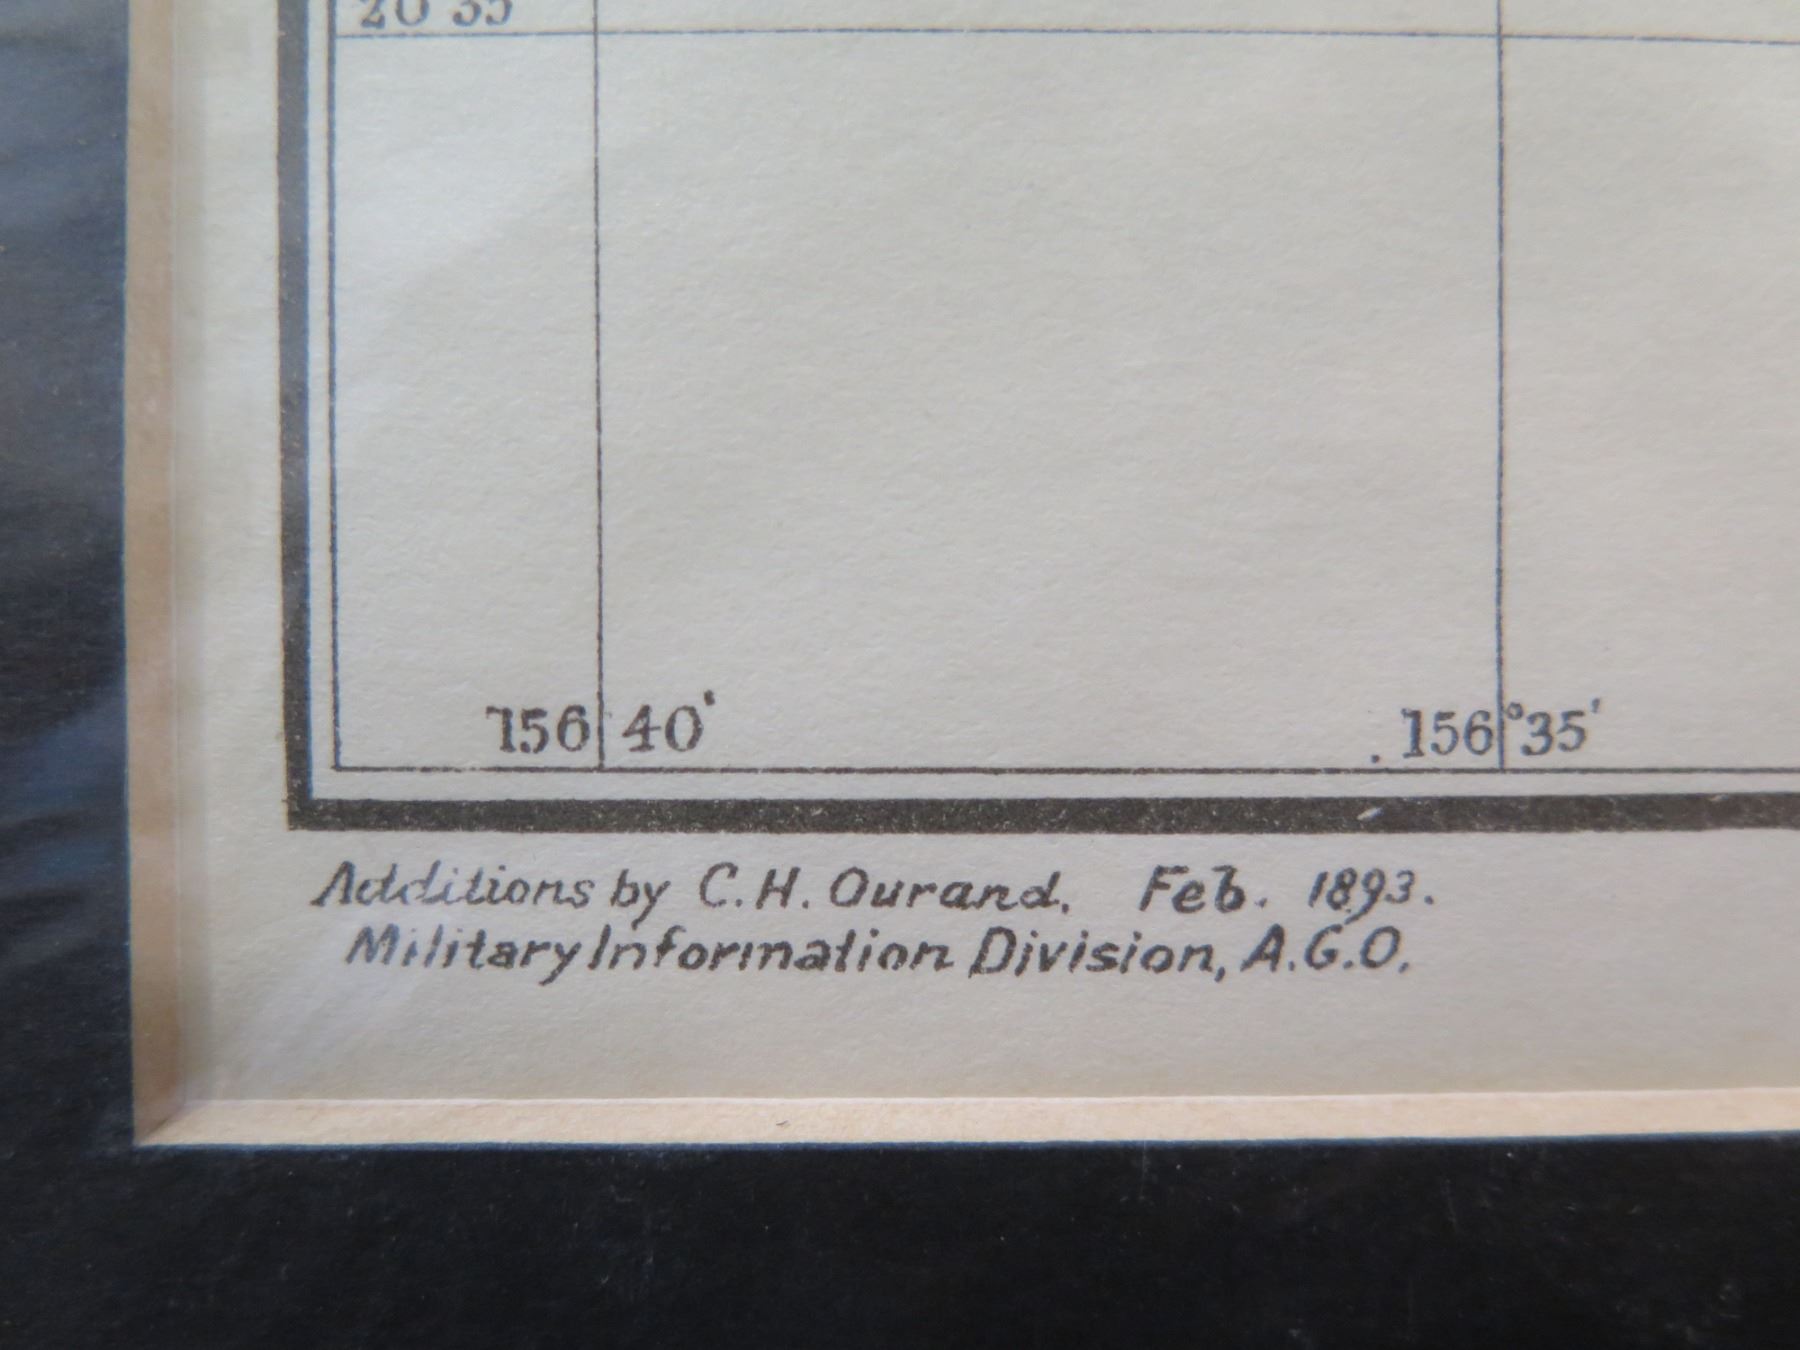 20 35
156 40'
156°35'
Additions by C.H. Ourand. Feb. 1893.
Military Information Division, A.G.O.